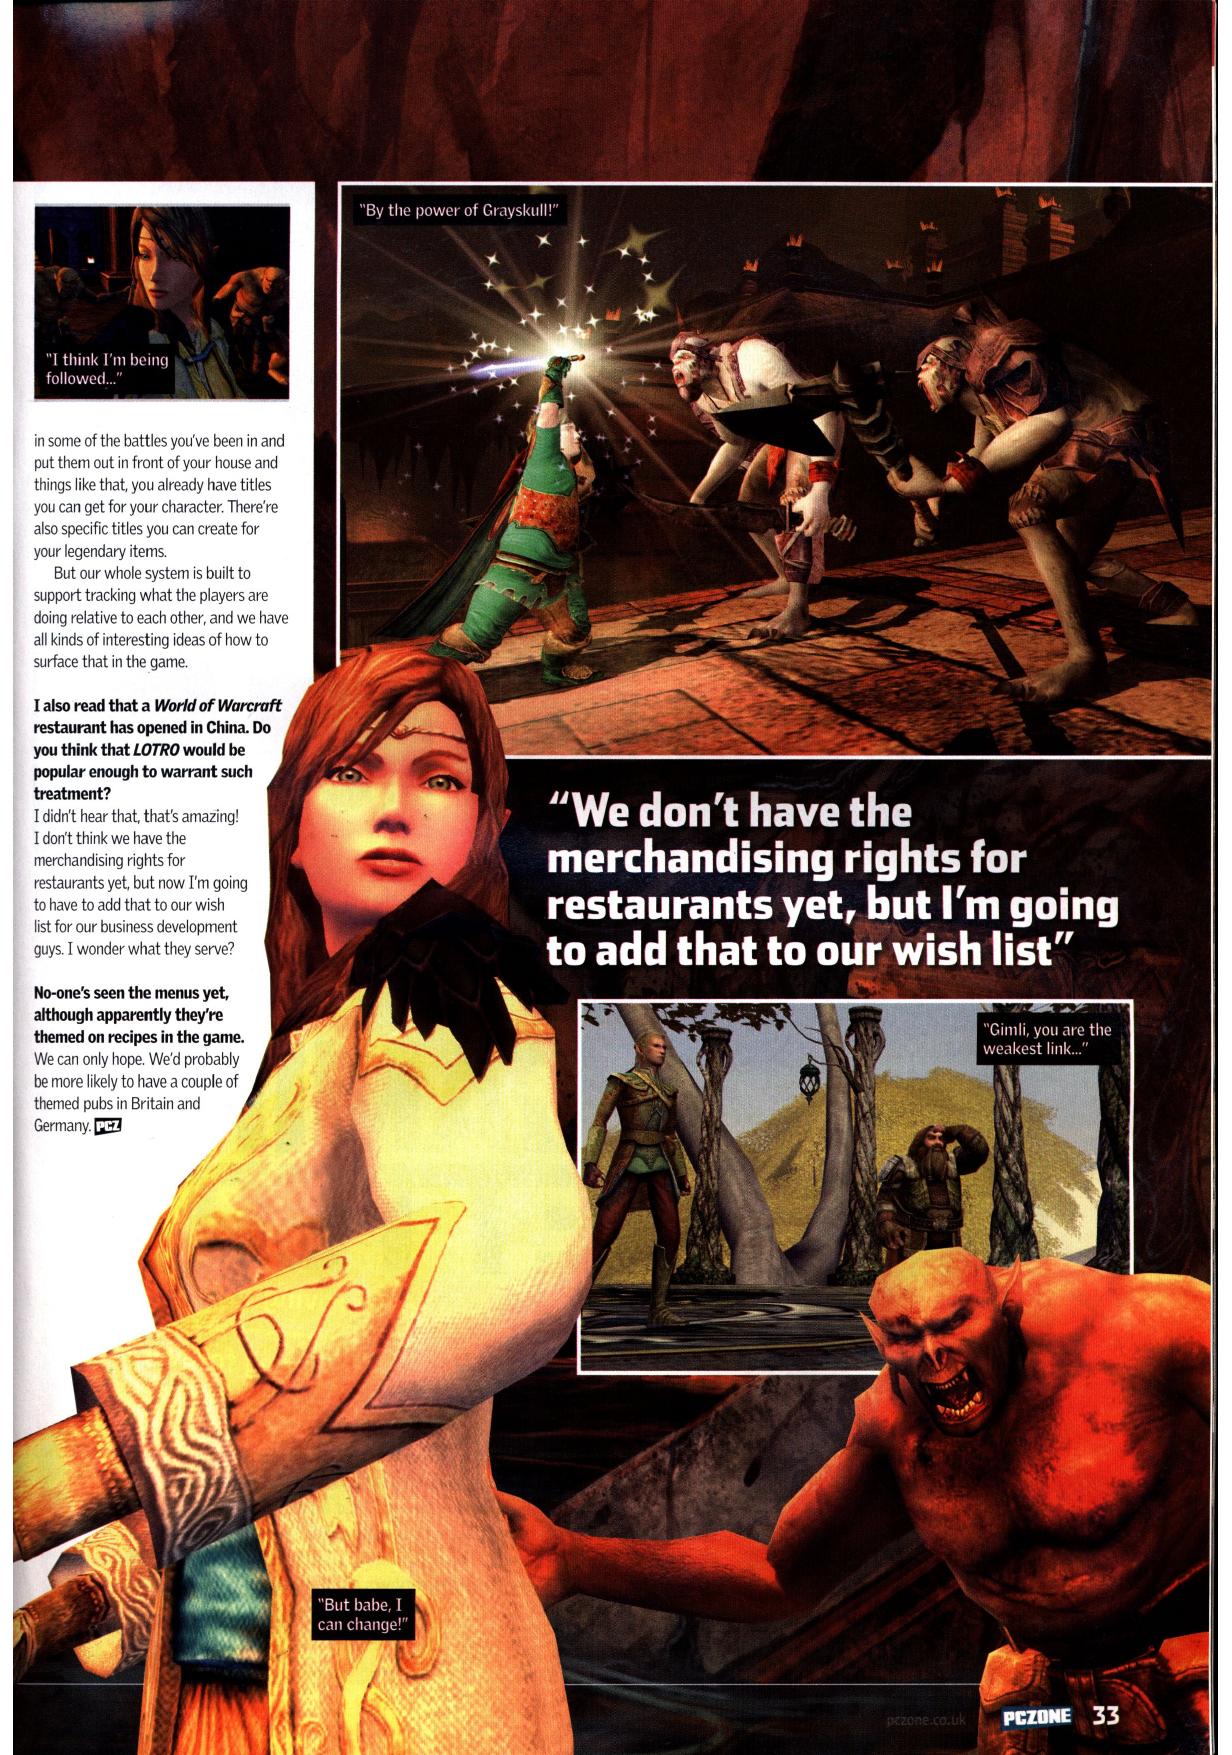 "I think I'm being
followed..."
in some of the battles you've been in and
put them out in front of your house and
things like that, you already have titles
you can get for your character. There're
also specific titles you can create for
your legendary items.
But our whole system is built to
support tracking what the players are
doing relative to each other, and we have
all kinds of interesting ideas of how to
surface that in the game.
I also read that a World of Warcraft
restaurant has opened in China. Do
you think that LOTRO would be
popular enough to warrant such
treatment?
I didn't hear that, that's amazing!
I don't think we have the
merchandising rights for
restaurants yet, but now I'm going
to have to add that to our wish
list for our business development
guys. I wonder what they serve?
No-one's seen the menus yet,
although apparently they're
themed on recipes in the game.
We can only hope. We'd probably
be more likely to have a couple of
themed pubs in Britain and
Germany. PCZ
"By the power of Grayskull!"
"We don't have the
merchandising rights for
restaurants yet, but I'm going
to add that to our wish list"
"Gimli, you are the
weakest link..."
"But babe, I
can change!"
pczone.co.uk
PCZONE 33